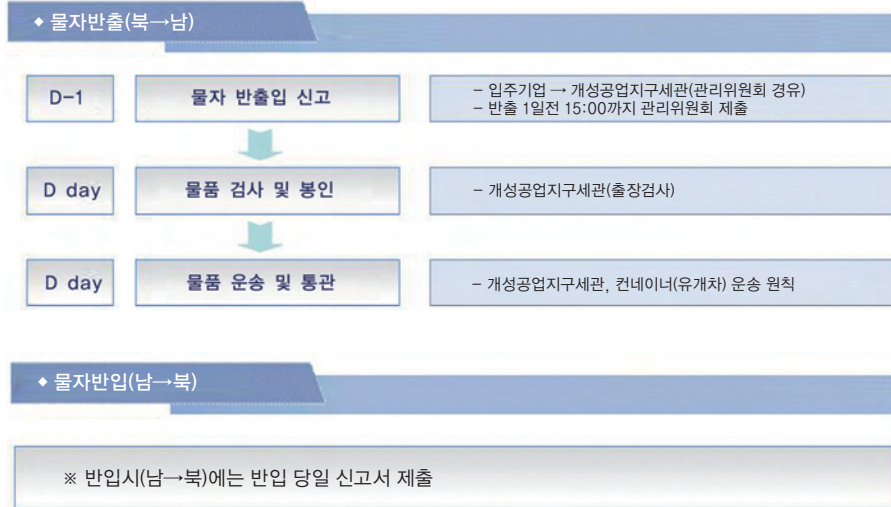 ◆ 물자반출(북→남)
D-1 물자 반출입 신고
- 입주기업 → 개성공업지구세관(관리위원회 경유)
- 반출 1일전 15:00까지 관리위원회 제출
D day 물품 검사 및 봉인 - 개성공업지구세관(출장검사)
D day 물품 운송 및 통관 - 개성공업지구세관, 컨네이너(유개차) 운송 원칙
◆ 물자반입(남→북)
※ 반입시(남→북)에는 반입 당일 신고서 제출